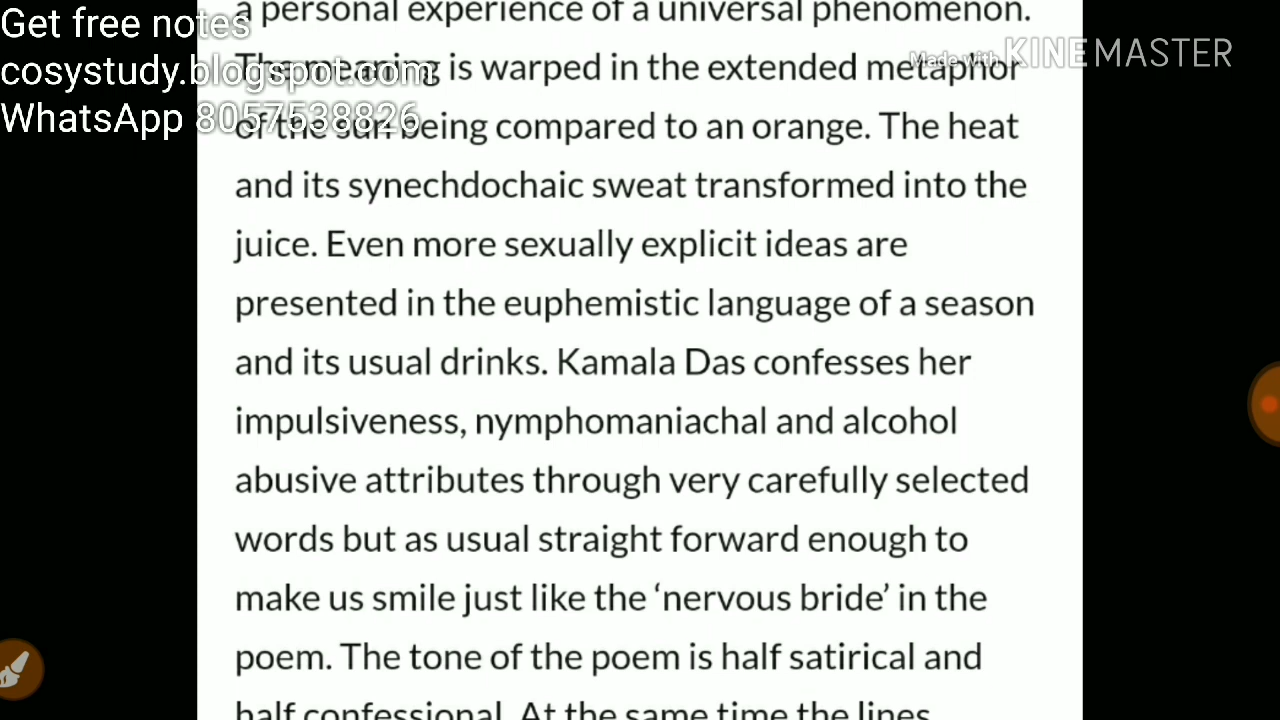 Get free notes
cosystudy.blogspot.com
WhatsApp 8057538826
Made with KINEMASTER
a personal experience of a universal phenomenon.
The meaning is warped in the extended metaphor
of the sun being compared to an orange. The heat
and its synechdochaic sweat transformed into the
juice. Even more sexually explicit ideas are
presented in the euphemistic language of a season
and its usual drinks. Kamala Das confesses her
impulsiveness, nymphomaniachal and alcohol
abusive attributes through very carefully selected
words but as usual straight forward enough to
make us smile just like the ‘nervous bride’ in the
poem. The tone of the poem is half satirical and
half confessional. At the same time the lines